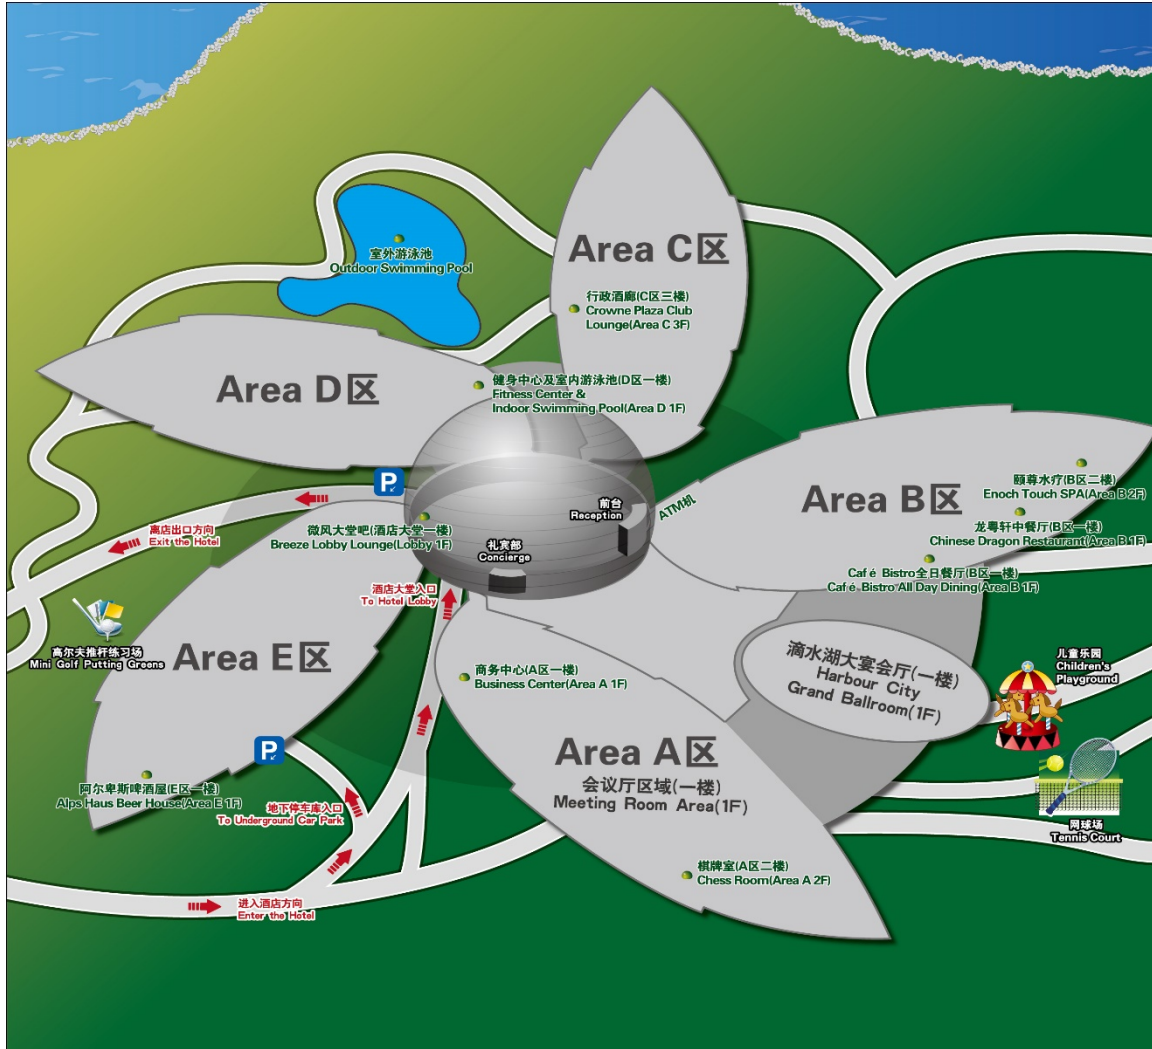 Area C区
室外游泳池
Outdoor Swimming Pool
行政酒廊(C区三楼)
Crowne Plaza Club
Lounge(Area C 3F)
Area D区
健身中心及室内游泳池(D区一楼)
Fitness Center &
Indoor Swimming Pool(Area D 1F)
P
Area B区
颐尊水疗(B区二楼)
Enoch Touch SPA(Area B 2F)
龙粤轩中餐厅(B区一楼)
Chinese Dragon Restaurant(Area B 1F)
Café Bistro全日餐厅(B区一楼)
Café Bistro All Day Dining(Area B 1F)
ATM机
前台
Reception
微风大堂吧(酒店大堂一楼)
Breeze Lobby Lounge(Lobby 1F)
礼宾部
Concierge
离店出口方向
Exit the Hotel
酒店大堂入口
To Hotel Lobby
高尔夫推杆练习场
Mini Golf Putting Greens
Area E区
商务中心(A区一楼)
Business Center(Area A 1F)
滴水湖大宴会厅(一楼)
Harbour City
Grand Ballroom(1F)
儿童乐园
Children's
Playground
P
Area A区
会议厅区域(一楼)
Meeting Room Area(1F)
阿尔卑斯啤酒屋(E区一楼)
Alps Haus Beer House(Area E 1F)
地下停车库入口
To Underground Car Park
网球场
Tennis Court
棋牌室(A区二楼)
Chess Room(Area A 2F)
进入酒店方向
Enter the Hotel